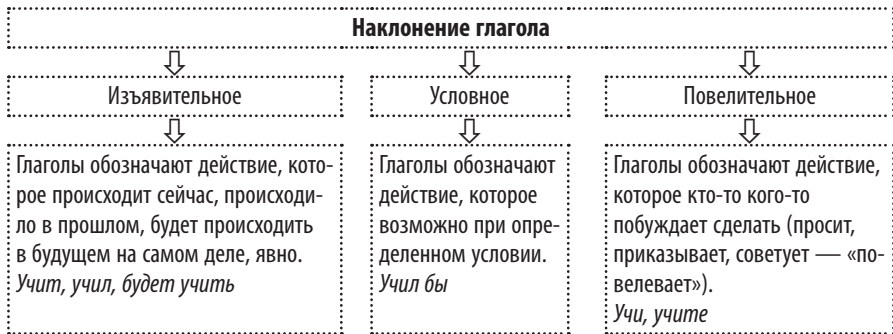 Наклонение глагола
Изъявительное
Условное
Повелительное
Глаголы обозначают действие, кото-
рое происходит сейчас, происходи-
ло в прошлом, будет происходить
в будущем на самом деле, явно.
Учит, учил, будет учить
Глаголы обозначают
действие, которое
возможно при опре-
деленном условии.
Учил бы
Глаголы обозначают действие,
которое кто-то кого-то
побуждает сделать (просит,
приказывает, советует — «по-
велевает»).
Учи, учите